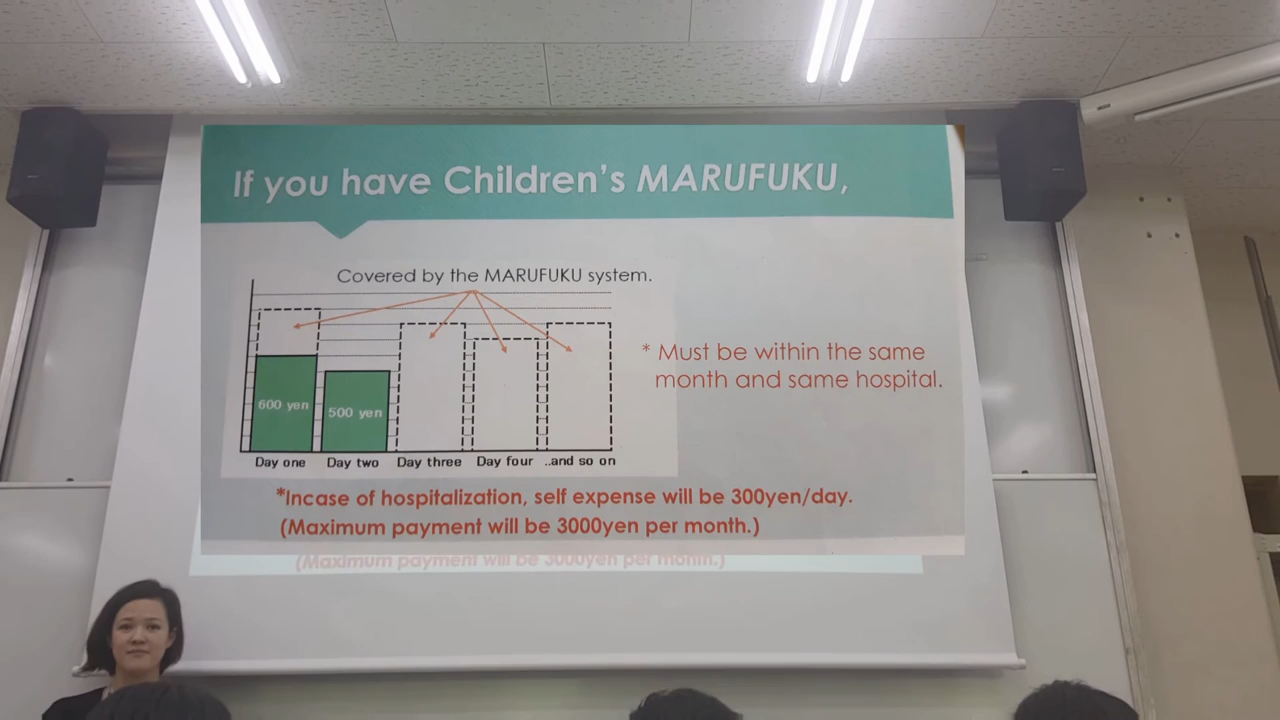 If you have Children's MARUFUKU,
Covered by the MARUFUKU system.
600 yen
500 yen
Day one Day two Day three Day four ..and so on
* Must be within the same
month and same hospital.
*Incase of hospitalization, self expense will be 300yen/day.
(Maximum payment will be 3000yen per month.)
(Maximum payment will be 3000yen per month.)